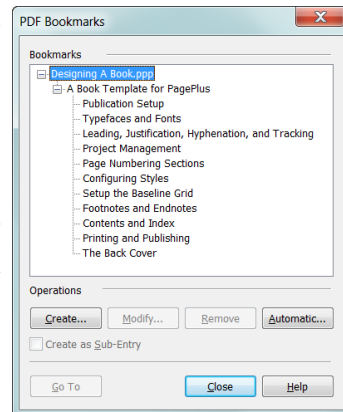 PDF Bookmarks
Bookmarks
Designing A Book.ppp
A Book Template for PagePlus
Publication Setup
Typefaces and Fonts
Leading, Justification, Hyphenation, and Tracking
Project Management
Page Numbering Sections
Configuring Styles
Setup the Baseline Grid
Footnotes and Endnotes
Contents and Index
Printing and Publishing
The Back Cover
Operations
Create... Modify... Remove Automatic...
Create as Sub-Entry
Go To Close Help